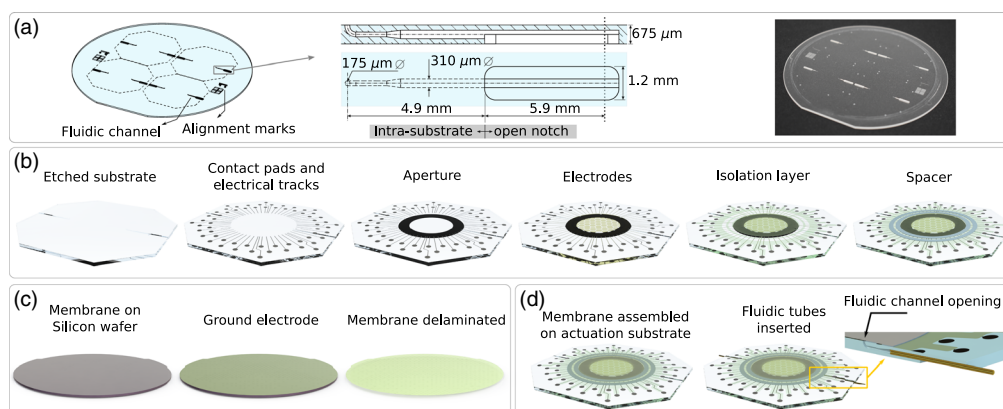 (a)
675 μm
175 μm ⌀
310 μm ⌀
1.2 mm
4.9 mm
5.9 mm
Fluidic channel
Alignment marks
Intra-substrate ↔ open notch
(b)
Etched substrate
Contact pads and
electrical tracks
Aperture
Electrodes
Isolation layer
Spacer
(c)
Membrane on
Silicon wafer
Ground electrode
Membrane delaminated
(d)
Membrane assembled
on actuation substrate
Fluidic tubes
inserted
Fluidic channel opening